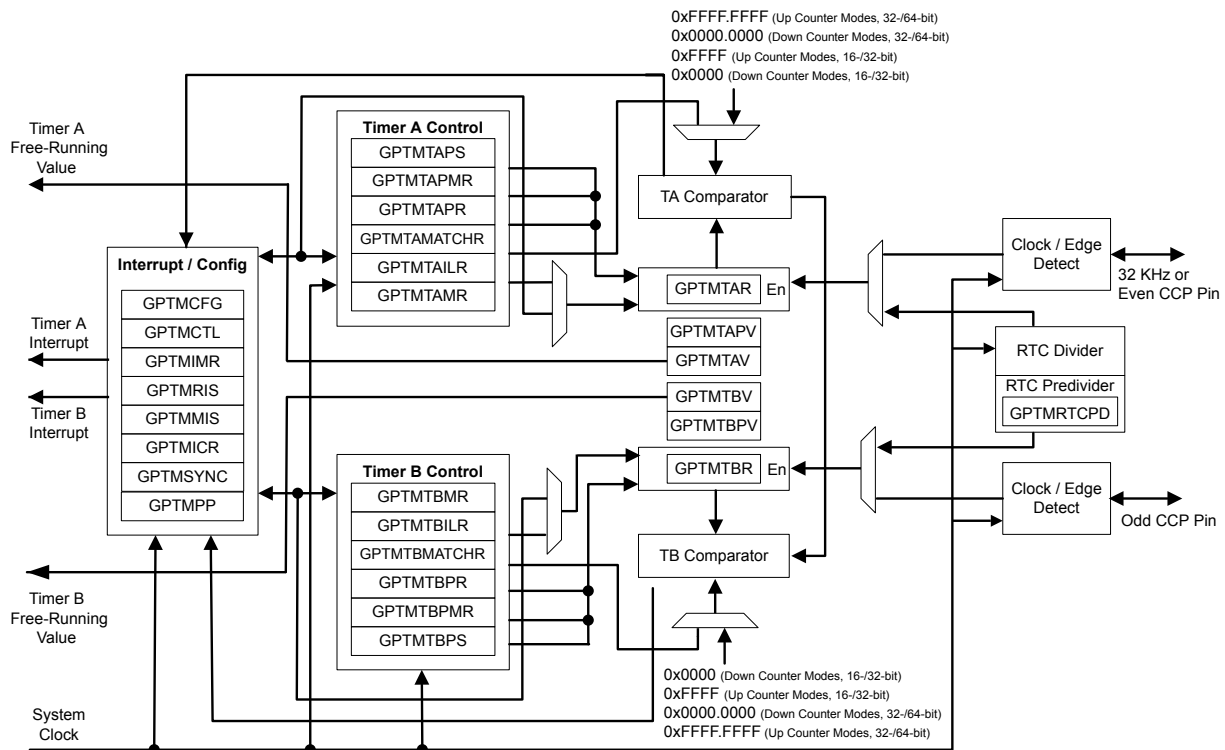 0xFFFF.FFFF (Up Counter Modes, 32-/64-bit)
0x0000.0000 (Down Counter Modes, 32-/64-bit)
0xFFFF (Up Counter Modes, 16-/32-bit)
0x0000 (Down Counter Modes, 16-/32-bit)
Timer A
Free-Running
Value
Timer A Control
GPTMTAPS
GPTMTAPMR
GPTMTAPR
GPTMTAMATCHR
GPTMTAILR
GPTMTAMR
TA Comparator
GPTMTAR
En
Clock / Edge
Detect
32 KHz or
Even CCP Pin
Interrupt / Config
GPTMCFG
GPTMCTL
GPTMIMR
GPTMRIS
GPTMMIS
GPTMICR
GPTMSYNC
GPTMPP
Timer A
Interrupt
Timer B
Interrupt
GPTMTAPV
GPTMTAV
GPTMTBV
GPTMTBPV
RTC Divider
RTC Predivider
GPTMRTCPD
Timer B Control
GPTMTBMR
GPTMTBILR
GPTMTBMATCHR
GPTMTBPR
GPTMTBPMR
GPTMTBPS
GPTMTBR
En
TB Comparator
Clock / Edge
Detect
Odd CCP Pin
Timer B
Free-Running
Value
0x0000 (Down Counter Modes, 16-/32-bit)
0xFFFF (Up Counter Modes, 16-/32-bit)
0x0000.0000 (Down Counter Modes, 32-/64-bit)
0xFFFF.FFFF (Up Counter Modes, 32-/64-bit)
System
Clock